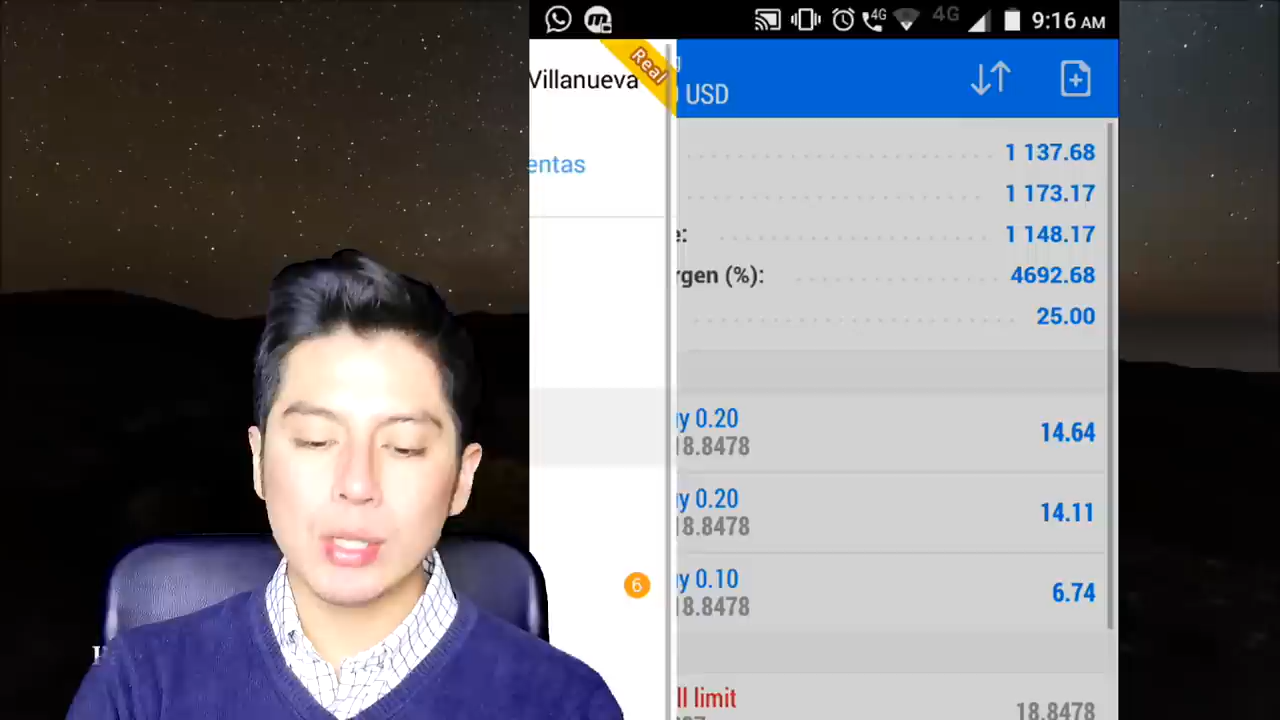 4G 4G 9:16 AM
Villanueva
Real
USD
entas
1 137.68
1 173.17
e: 1 148.17
rgen (%): 4692.68
25.00
y 0.20
18.8478
14.64
y 0.20
18.8478
14.11
y 0.10
18.8478
6.74
6
ll limit
18.8478